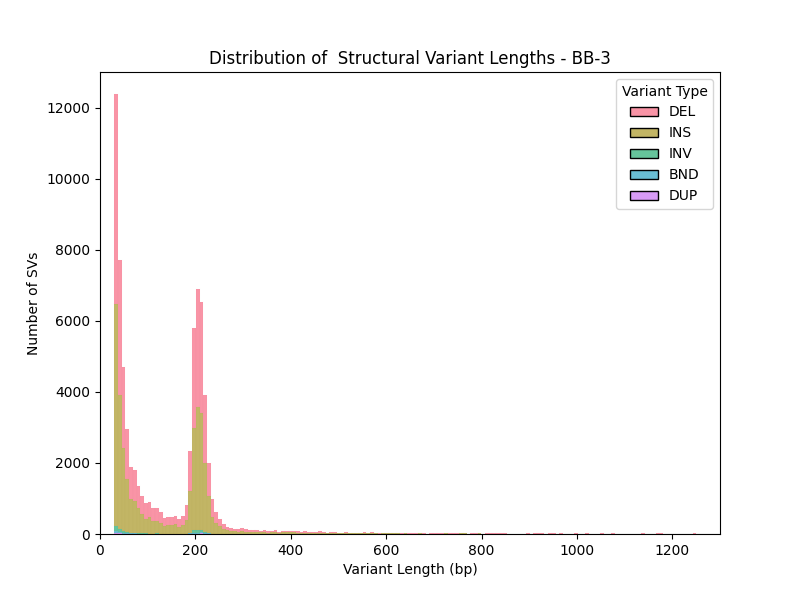 Distribution of  Structural Variant Lengths - BB-3
Variant Type
DEL
INS
INV
BND
DUP
Number of SVs
12000
10000
8000
6000
4000
2000
0
0 200 400 600 800 1000 1200
Variant Length (bp)